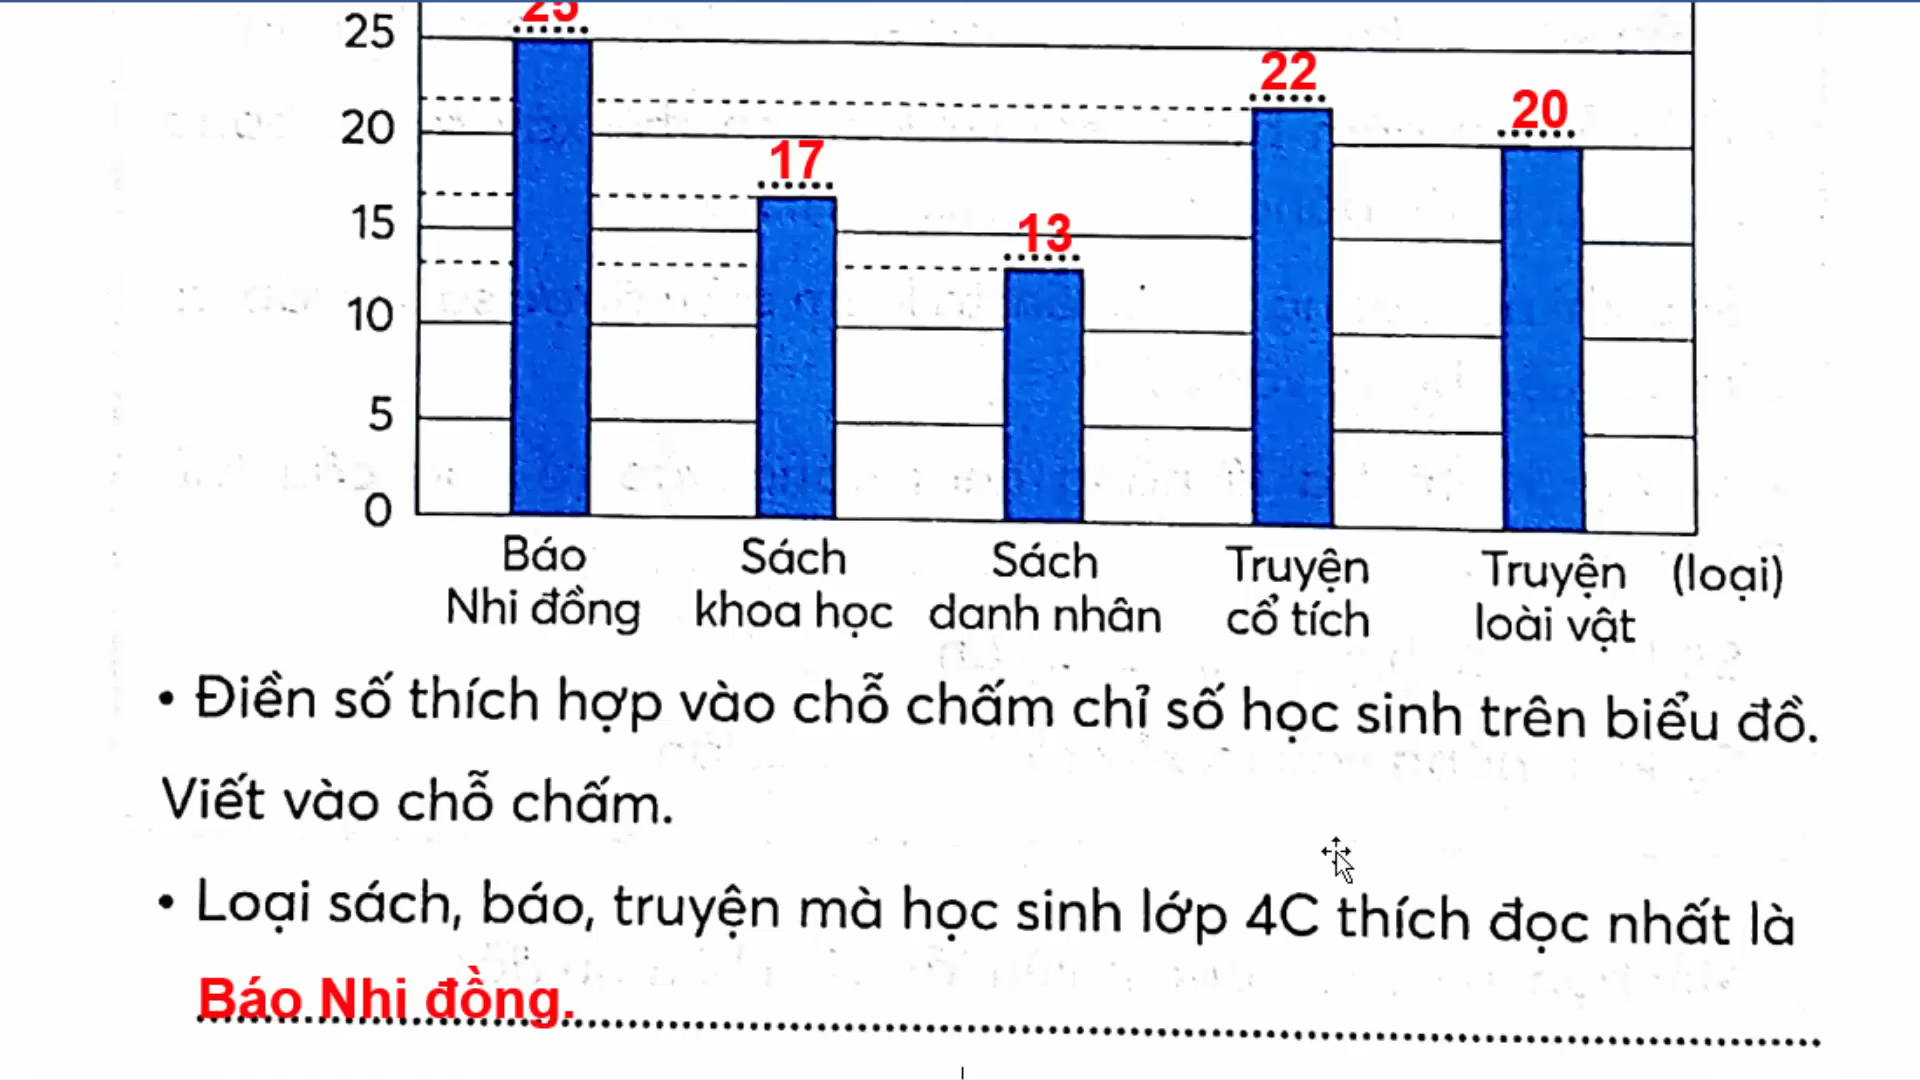 25
25
22
20
20
17
15
13
10
5
0
Báo Nhi đồng
Sách khoa học
Sách danh nhân
Truyện cổ tích
Truyện loài vật
(loại)
• Điền số thích hợp vào chỗ chấm chỉ số học sinh trên biểu đồ.
Viết vào chỗ chấm.
• Loại sách, báo, truyện mà học sinh lớp 4C thích đọc nhất là
Báo Nhi đồng.